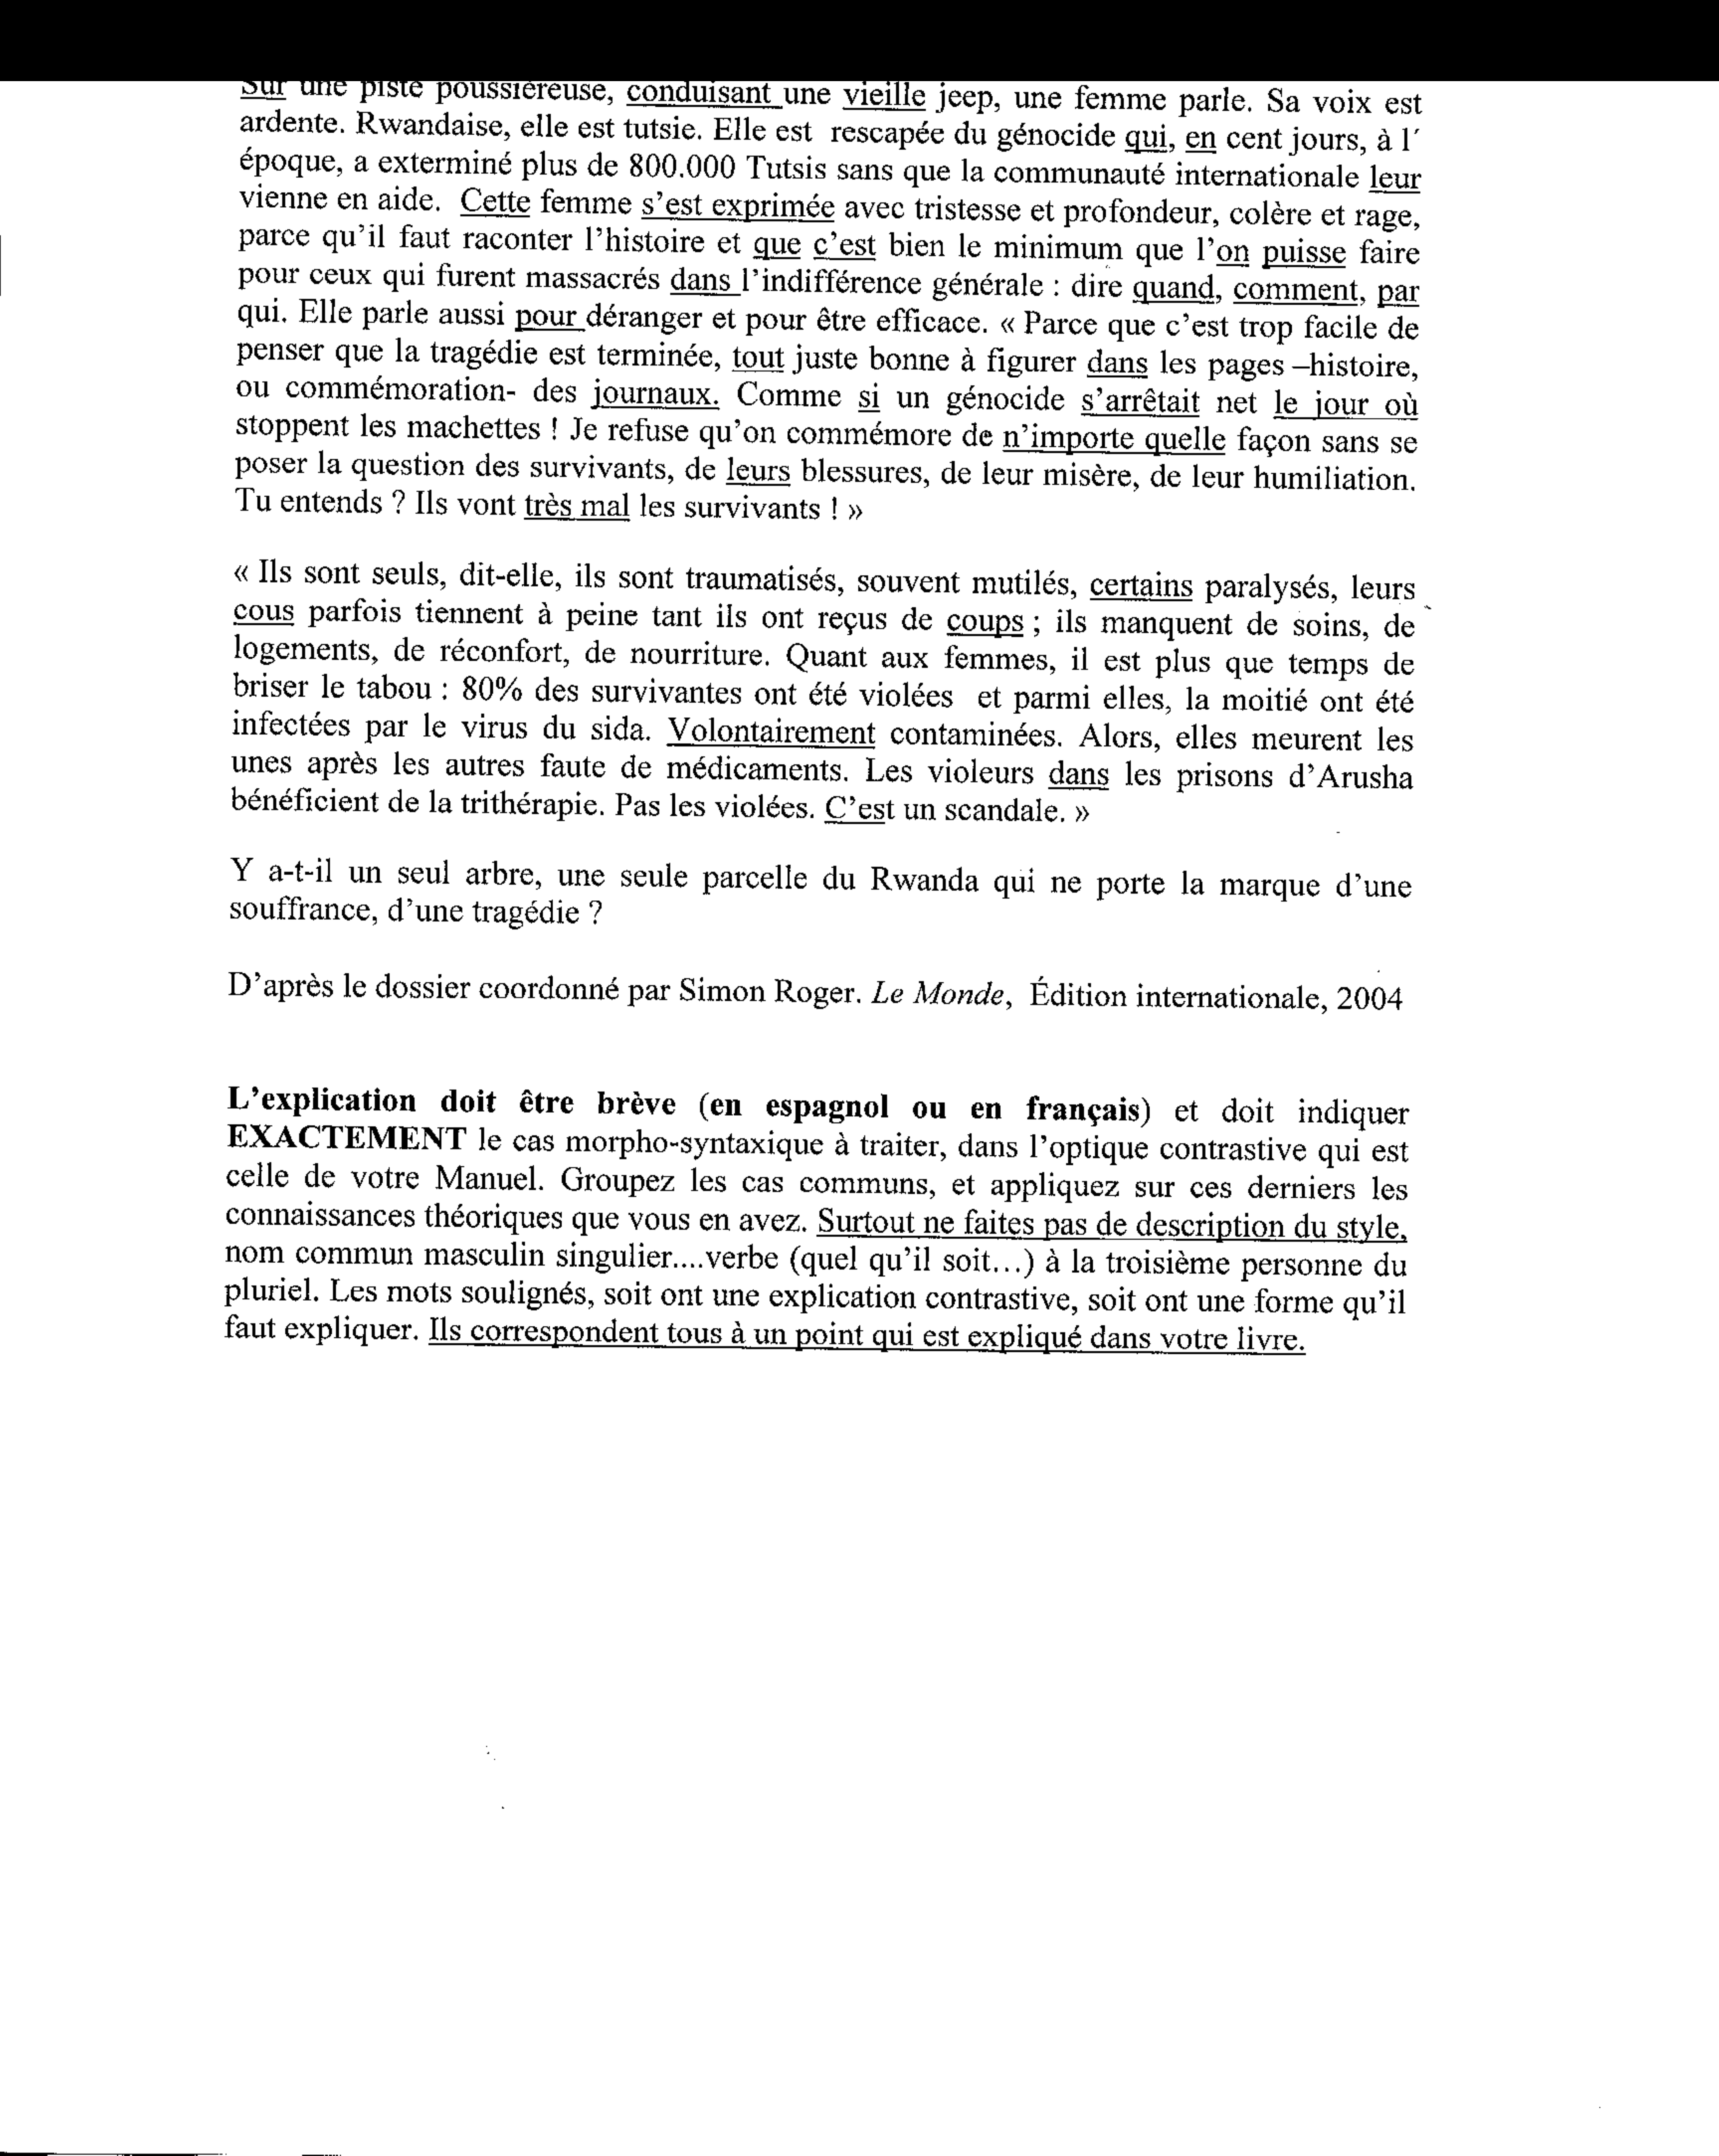 Sur une piste poussiéreuse, conduisant une vieille jeep, une femme parle. Sa voix est
ardente. Rwandaise, elle est tutsie. Elle est rescapée du génocide qui, en cent jours, à l´
époque, a exterminé plus de 800.000 Tutsis sans que la communauté internationale leur
vienne en aide. Cette femme s'est exprimée avec tristesse et profondeur, colère et rage,
parce qu'il faut raconter l'histoire et que c'est bien le minimum que l'on puisse faire
pour ceux qui furent massacrés dans l'indifférence générale : dire quand, comment, par
qui. Elle parle aussi pour déranger et pour être efficace. « Parce que c'est trop facile de
penser que la tragédie est terminée, tout juste bonne à figurer dans les pages –histoire,
ou commémoration- des journaux. Comme si un génocide s'arrêtait net le jour où
stoppent les machettes ! Je refuse qu'on commémore de n'importe quelle façon sans se
poser la question des survivants, de leurs blessures, de leur misère, de leur humiliation.
Tu entends ? Ils vont très mal les survivants ! »
« Ils sont seuls, dit-elle, ils sont traumatisés, souvent mutilés, certains paralysés, leurs
cous parfois tiennent à peine tant ils ont reçus de coups ; ils manquent de soins, de
logements, de réconfort, de nourriture. Quant aux femmes, il est plus que temps de
briser le tabou : 80% des survivantes ont été violées et parmi elles, la moitié ont été
infectées par le virus du sida. Volontairement contaminées. Alors, elles meurent les
unes après les autres faute de médicaments. Les violeurs dans les prisons d'Arusha
bénéficient de la trithérapie. Pas les violées. C'est un scandale. »
Y a-t-il un seul arbre, une seule parcelle du Rwanda qui ne porte la marque d'une
souffrance, d'une tragédie ?
D'après le dossier coordonné par Simon Roger. Le Monde, Édition internationale, 2004
L'explication doit être brève (en espagnol ou en français) et doit indiquer
EXACTEMENT le cas morpho-syntaxique à traiter, dans l'optique contrastive qui est
celle de votre Manuel. Groupez les cas communs, et appliquez sur ces derniers les
connaissances théoriques que vous en avez. Surtout ne faites pas de description du style,
nom commun masculin singulier....verbe (quel qu'il soit...) à la troisième personne du
pluriel. Les mots soulignés, soit ont une explication contrastive, soit ont une forme qu'il
faut expliquer. Ils correspondent tous à un point qui est expliqué dans votre livre.